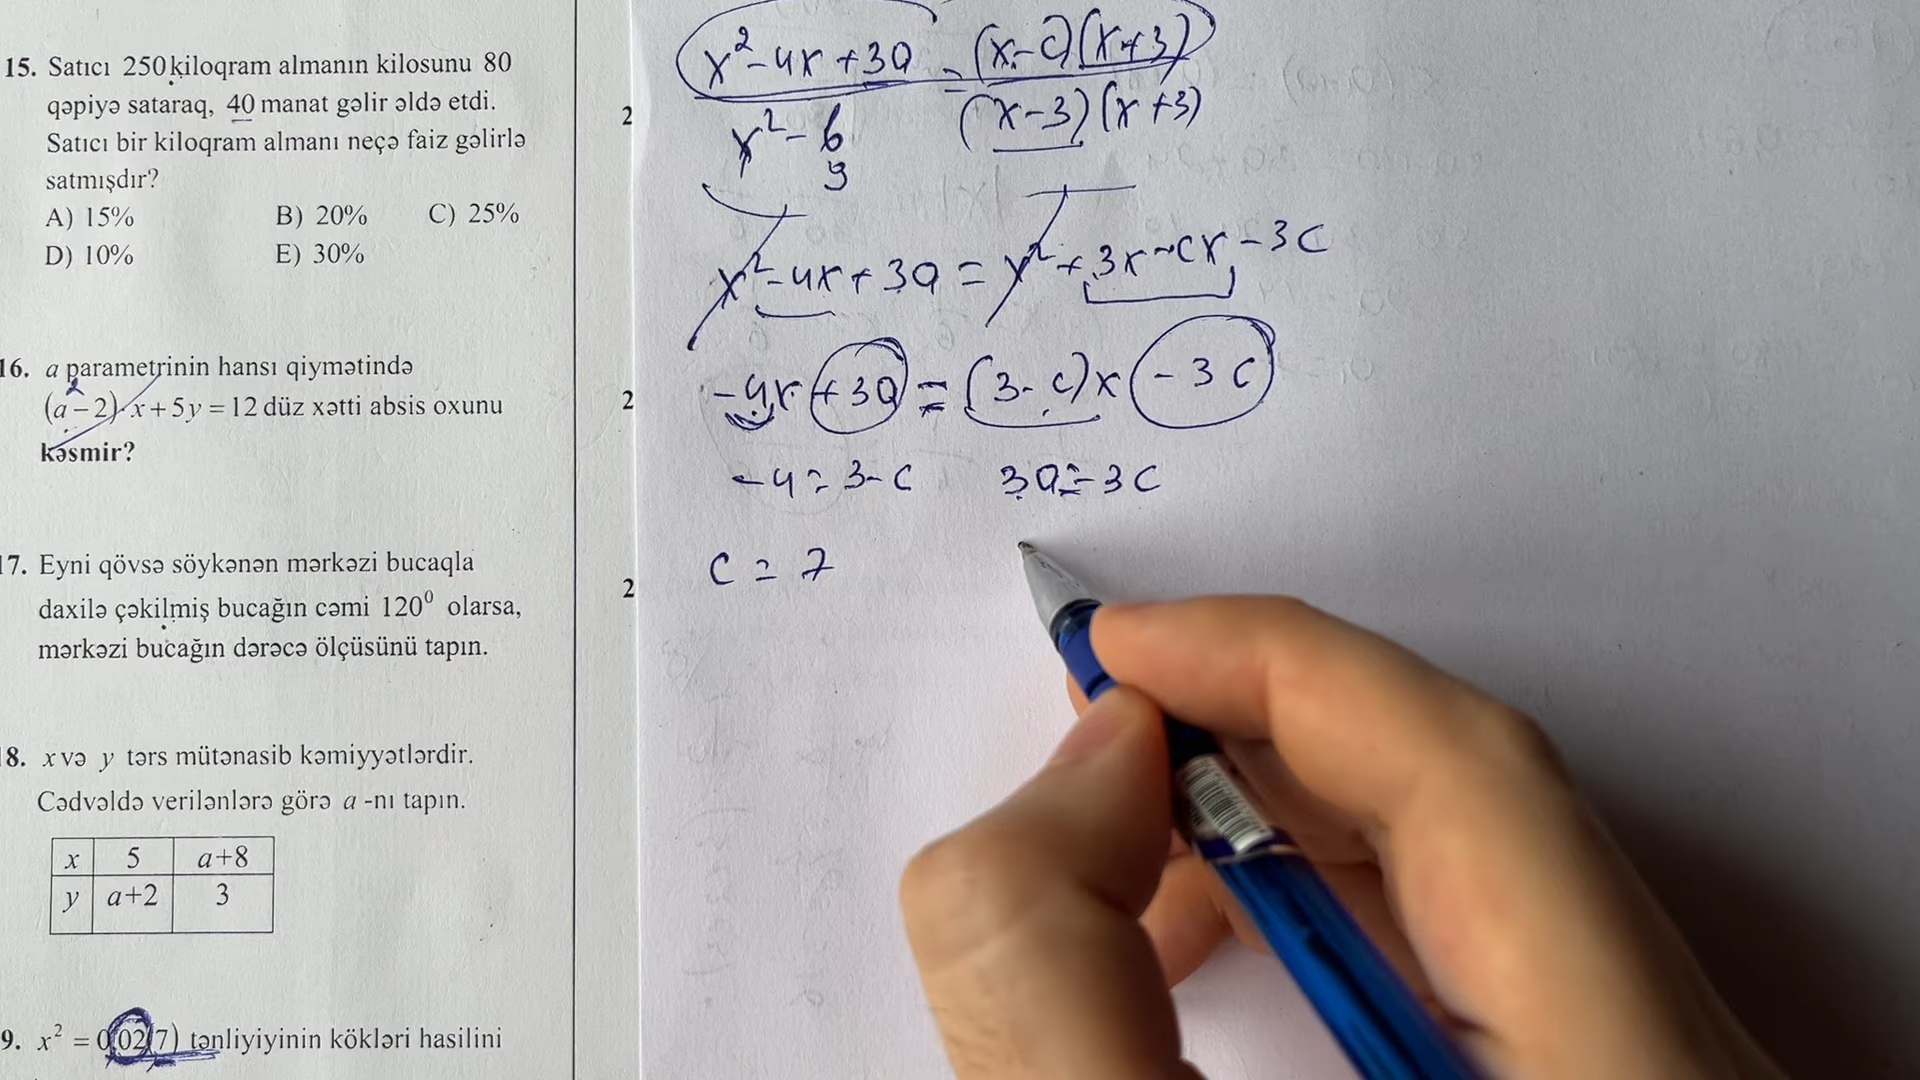 15. Satıcı 250 kiloqram almanın kilosunu 80
qəpiyə sataraq, 40 manat gəlir əldə etdi.
Satıcı bir kiloqram almanı neçə faiz gəlirlə
satmışdır?
A) 15% B) 20% C) 25%
D) 10% E) 30%
16. a parametrinin hansı qiymətində
(a−2)·x+5y=12 düz xətti absis oxunu
kəsmir?
17. Eyni qövsə söykənən mərkəzi bucaqla
daxilə çəkilmiş bucağın cəmi 120⁰ olarsa,
mərkəzi bucağın dərəcə ölçüsünü tapın.
18. x və y tərs mütənasib kəmiyyətlərdir.
Cədvəldə verilənlərə görə a -nı tapın.
x 5 a+8
y a+2 3
9. x² = 0,02(7) tənliyiyinin kökləri hasilini
2
2
2
x²-4x+3a = (x-c)(x+3)
x²-b (x-3)(x+3)
9
x²-4x+3a = x²+3x-cx-3c
-4x+3a = (3-c)x-3c
-4=3-c 3a=-3c
c=7